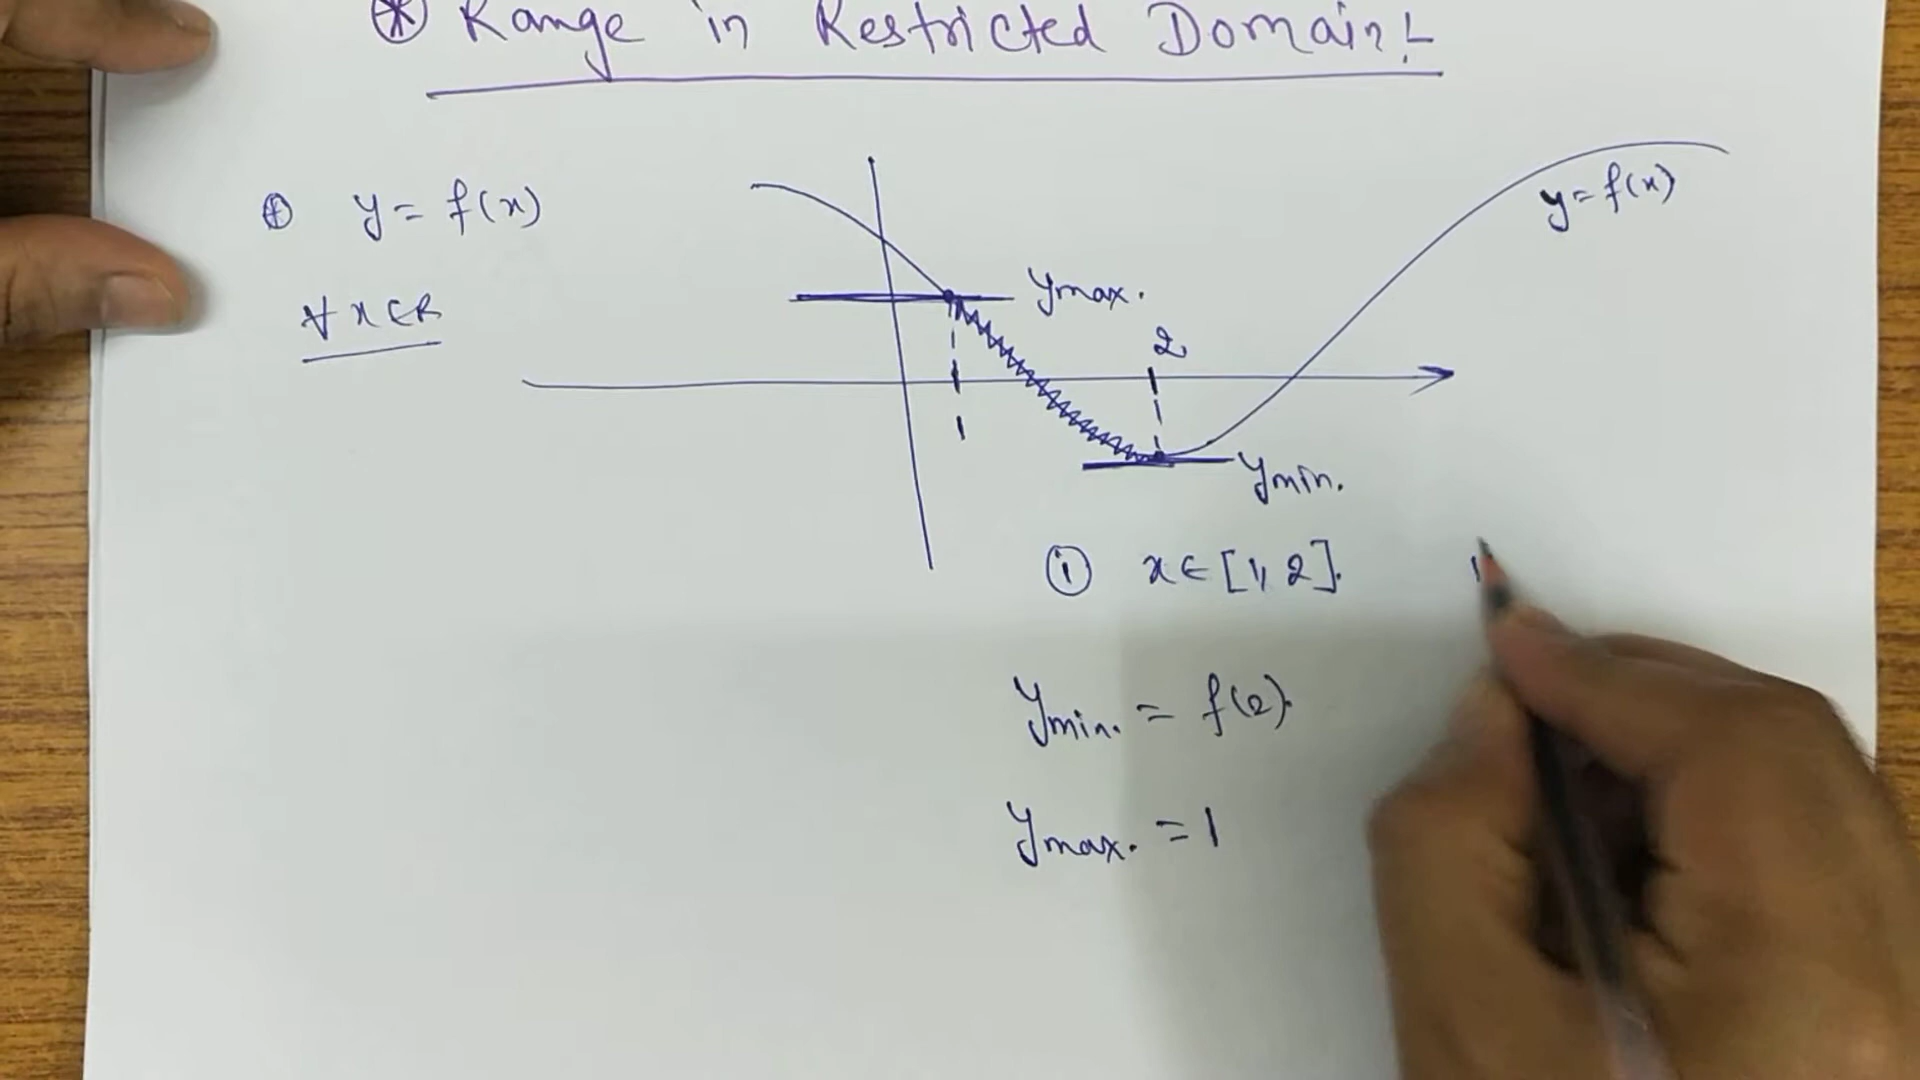 ⊛ Range in Restricted Domain!
⊕ y = f(x)
y = f(x)
∀ x ∈ R
ymax.
2
1
ymin.
① x ∈ [1, 2].
ymin. = f(2).
ymax. = 1